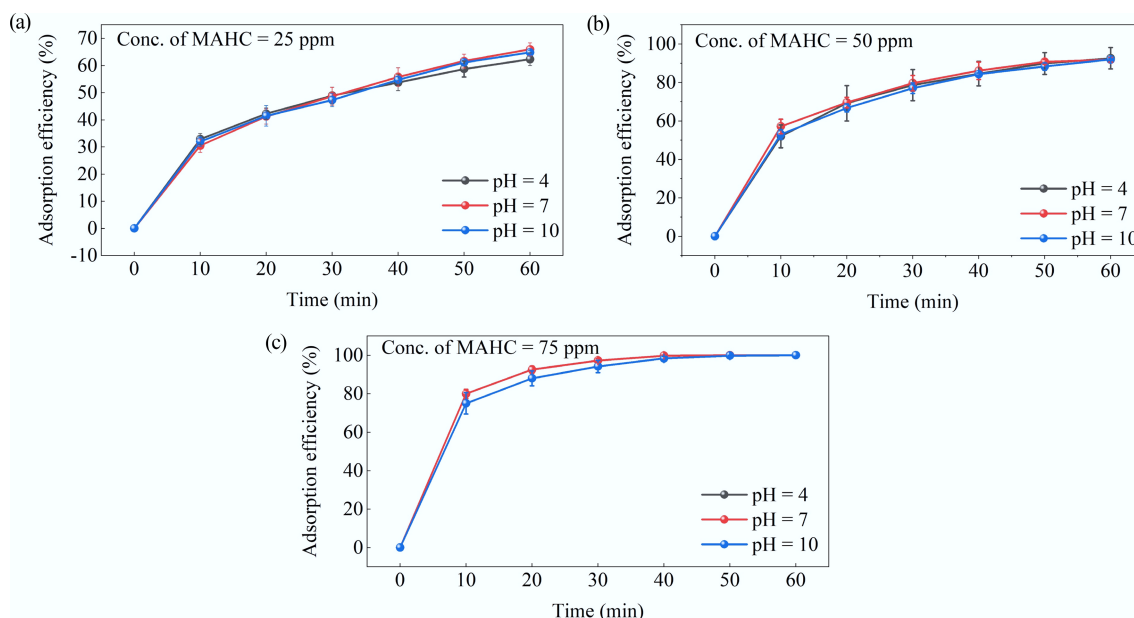 (a)
Conc. of MAHC = 25 ppm
Adsorption efficiency (%)
70
60
50
40
30
20
10
0
-10
pH = 4
pH = 7
pH = 10
0 10 20 30 40 50 60
Time (min)
(b)
Conc. of MAHC = 50 ppm
Adsorption efficiency (%)
100
80
60
40
20
0
pH = 4
pH = 7
pH = 10
0 10 20 30 40 50 60
Time (min)
(c)
Conc. of MAHC = 75 ppm
Adsorption efficiency (%)
100
80
60
40
20
0
pH = 4
pH = 7
pH = 10
0 10 20 30 40 50 60
Time (min)